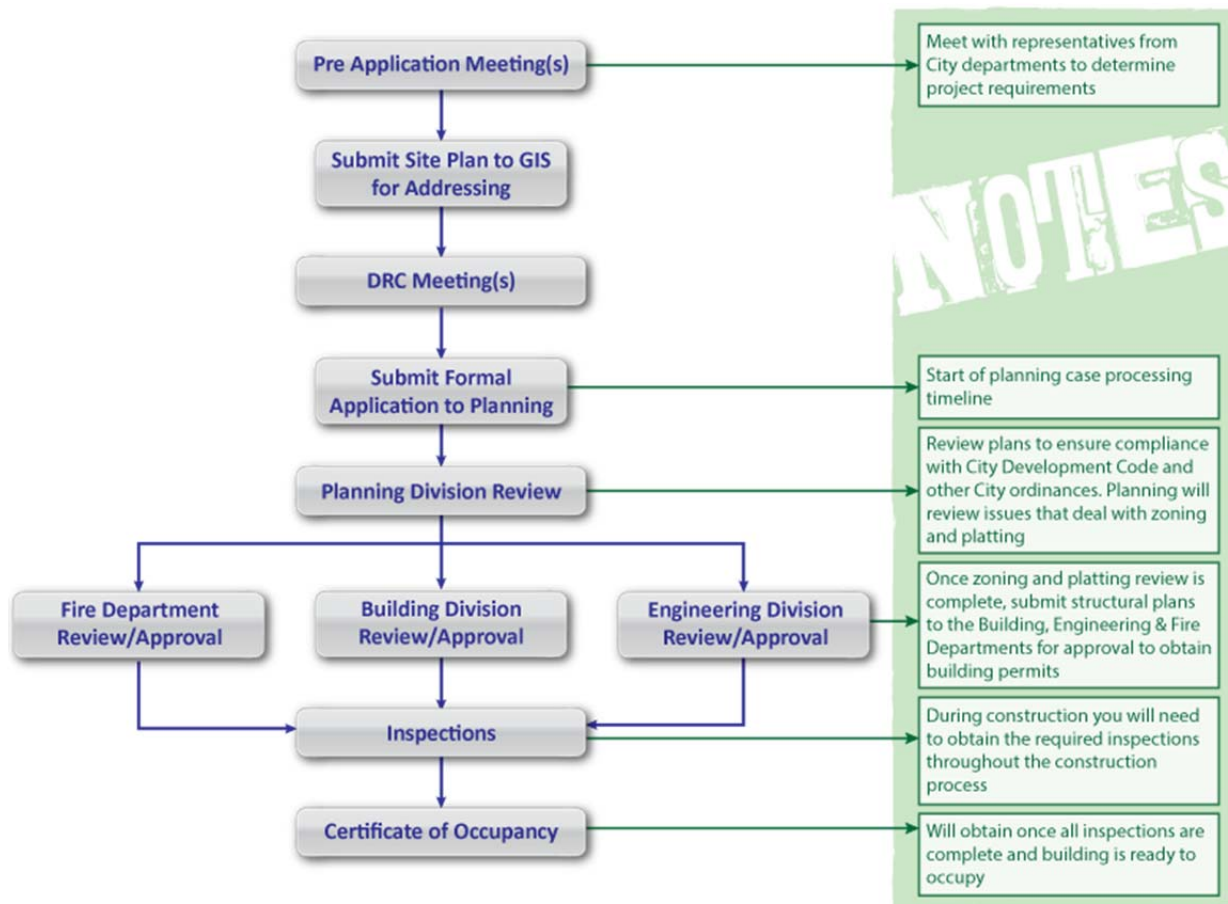 Pre Application Meeting(s)
Meet with representatives from
City departments to determine
project requirements
Submit Site Plan to GIS
for Addressing
NOTES
DRC Meeting(s)
Submit Formal
Application to Planning
Start of planning case processing
timeline
Planning Division Review
Review plans to ensure compliance
with City Development Code and
other City ordinances. Planning will
review issues that deal with zoning
and platting
Fire Department
Review/Approval
Building Division
Review/Approval
Engineering Division
Review/Approval
Once zoning and platting review is
complete, submit structural plans
to the Building, Engineering & Fire
Departments for approval to obtain
building permits
Inspections
During construction you will need
to obtain the required inspections
throughout the construction
process
Certificate of Occupancy
Will obtain once all inspections are
complete and building is ready to
occupy